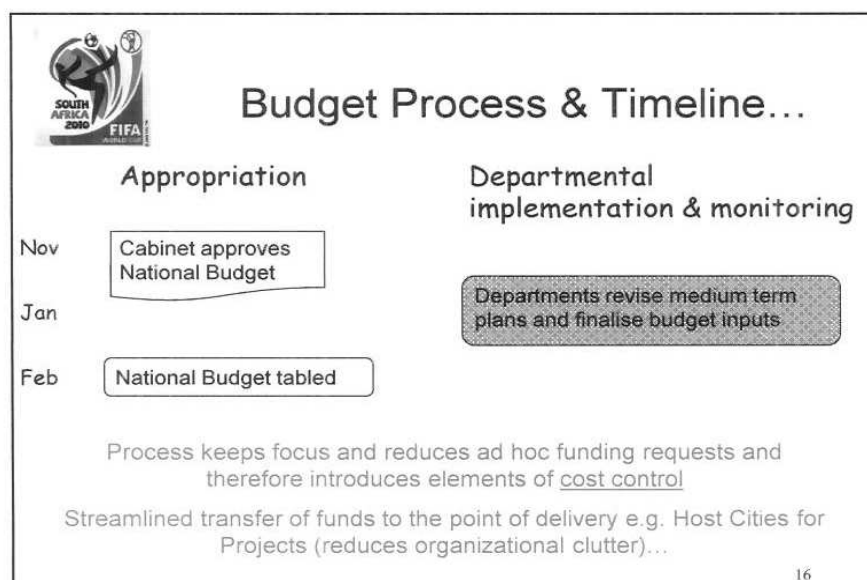 SOUTH
AFRICA
2010
FIFA
WORLD CUP
Budget Process & Timeline...
Appropriation
Departmental
implementation & monitoring
Nov
Cabinet approves
National Budget
Departments revise medium term
plans and finalise budget inputs
Jan
Feb
National Budget tabled
Process keeps focus and reduces ad hoc funding requests and
therefore introduces elements of cost control
Streamlined transfer of funds to the point of delivery e.g. Host Cities for
Projects (reduces organizational clutter)...
16